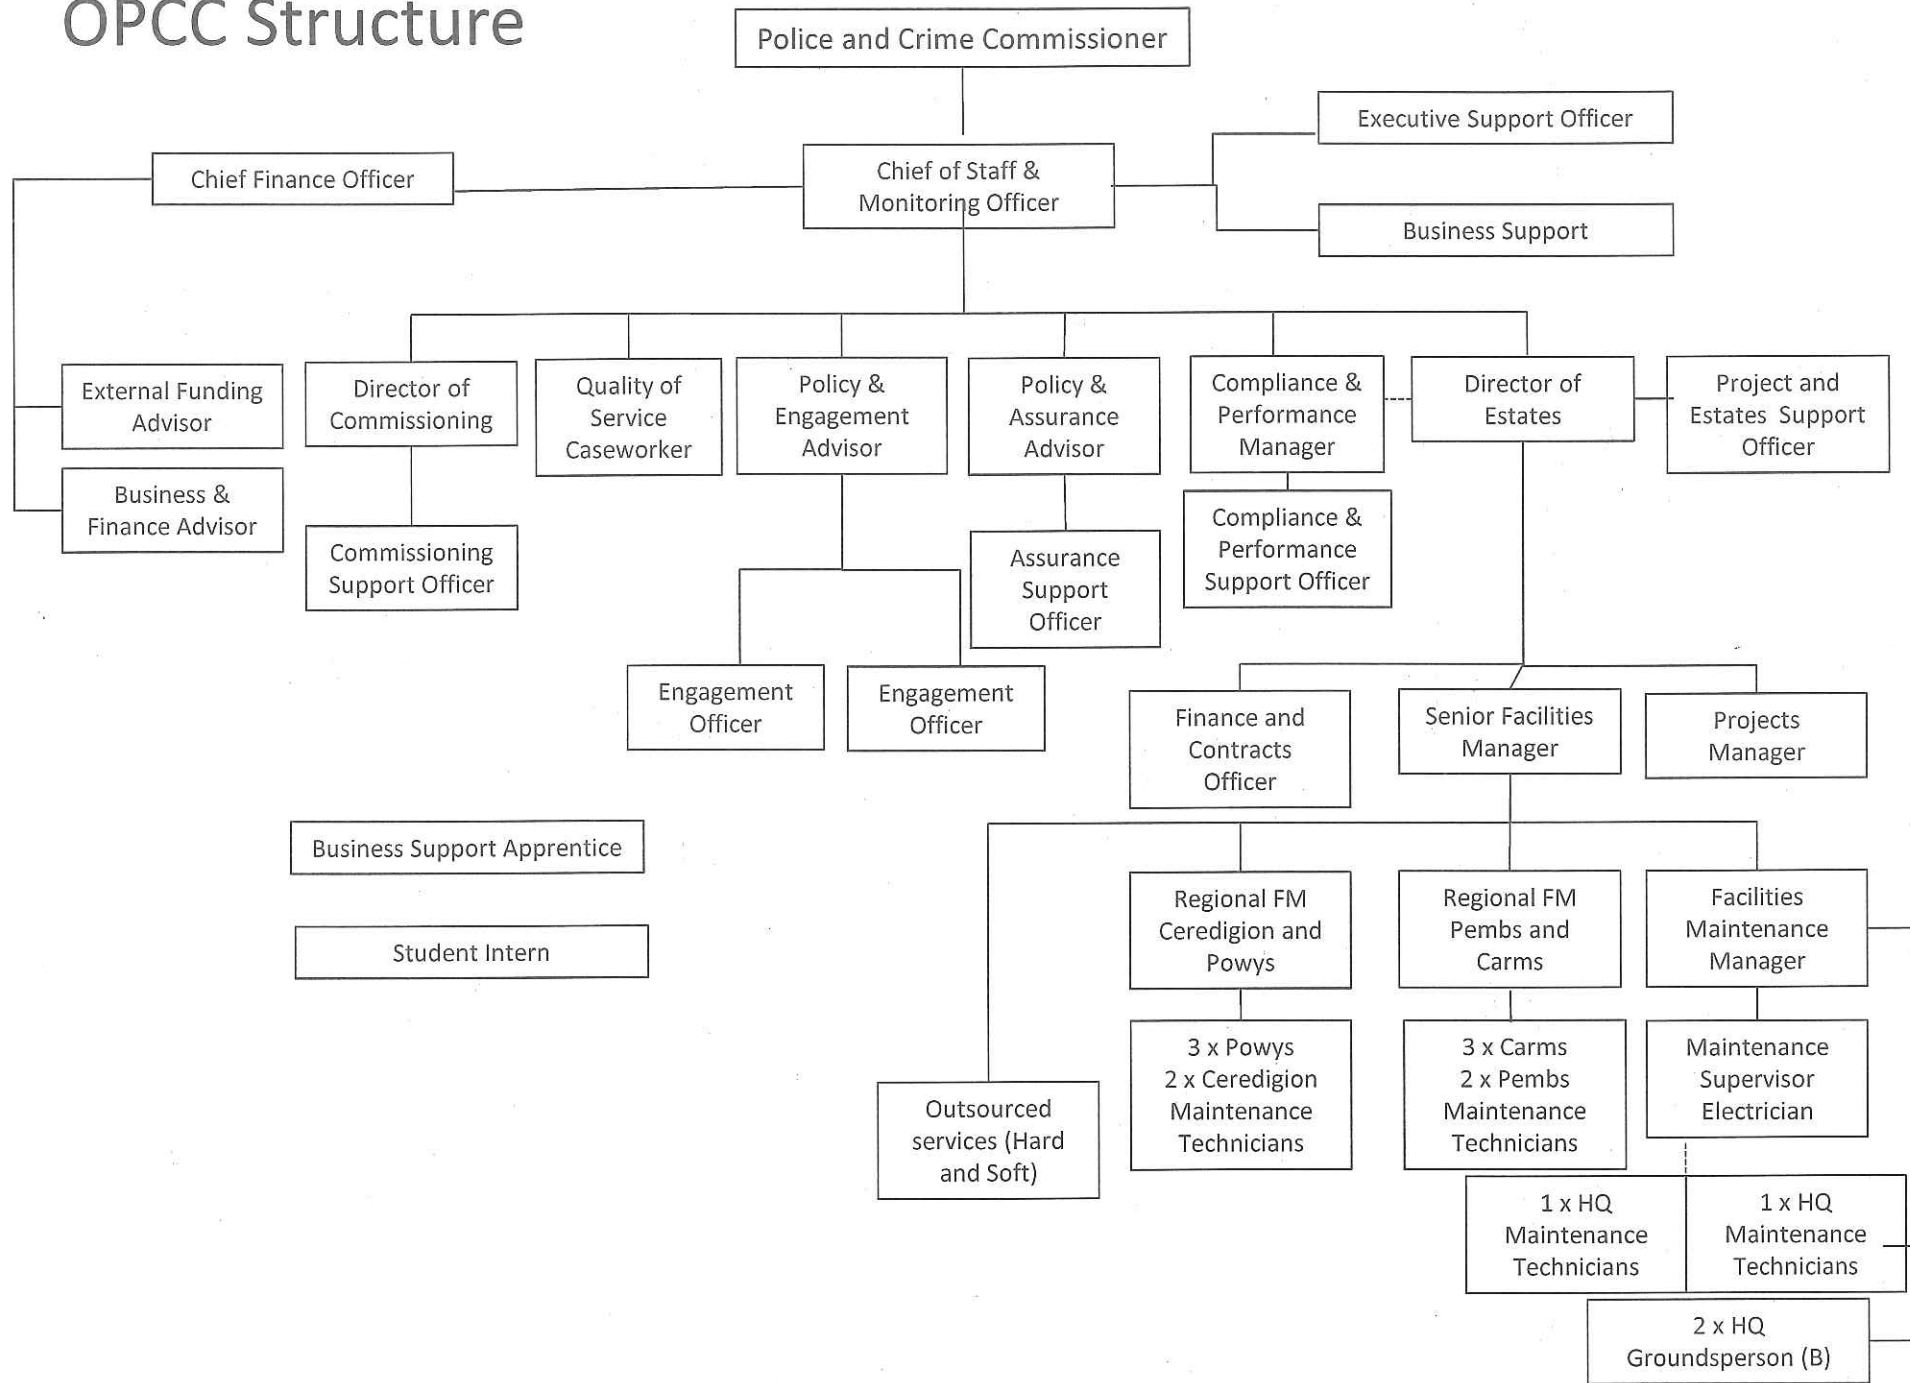 OPCC Structure
Police and Crime Commissioner
Executive Support Officer
Chief Finance Officer
Chief of Staff &
Monitoring Officer
Business Support
External Funding
Advisor
Business &
Finance Advisor
Director of
Commissioning
Commissioning
Support Officer
Quality of
Service
Caseworker
Policy &
Engagement
Advisor
Engagement
Officer
Engagement
Officer
Policy &
Assurance
Advisor
Assurance
Support
Officer
Compliance &
Performance
Manager
Compliance &
Performance
Support Officer
Director of
Estates
Project and
Estates Support
Officer
Finance and
Contracts
Officer
Senior Facilities
Manager
Projects
Manager
Business Support Apprentice
Student Intern
Outsourced
services (Hard
and Soft)
Regional FM
Ceredigion and
Powys
3 x Powys
2 x Ceredigion
Maintenance
Technicians
Regional FM
Pembs and
Carms
3 x Carms
2 x Pembs
Maintenance
Technicians
Facilities
Maintenance
Manager
Maintenance
Supervisor
Electrician
1 x HQ
Maintenance
Technicians
1 x HQ
Maintenance
Technicians
2 x HQ
Groundsperson (B)